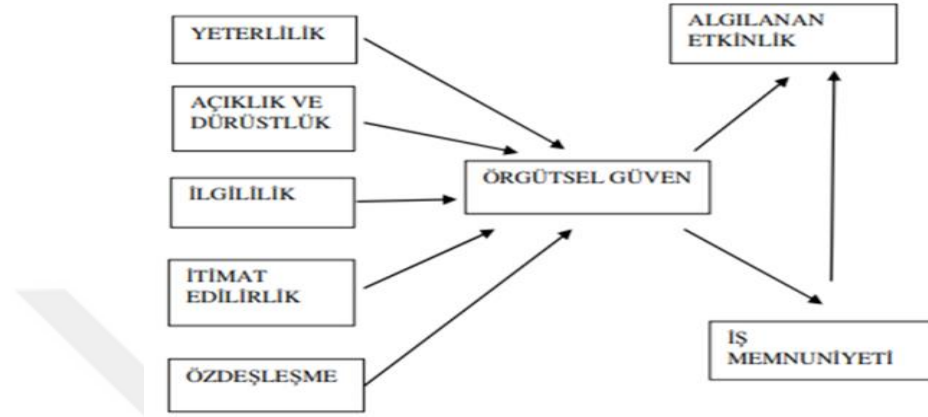 YETERLİLİK
AÇIKLIK VE
DÜRÜSTLÜK
İLGİLİLİK
İTİMAT
EDİLİRLİK
ÖZDEŞLEŞME
ÖRGÜTSEL GÜVEN
ALGILANAN
ETKİNLİK
İŞ
MEMNUNİYETİ